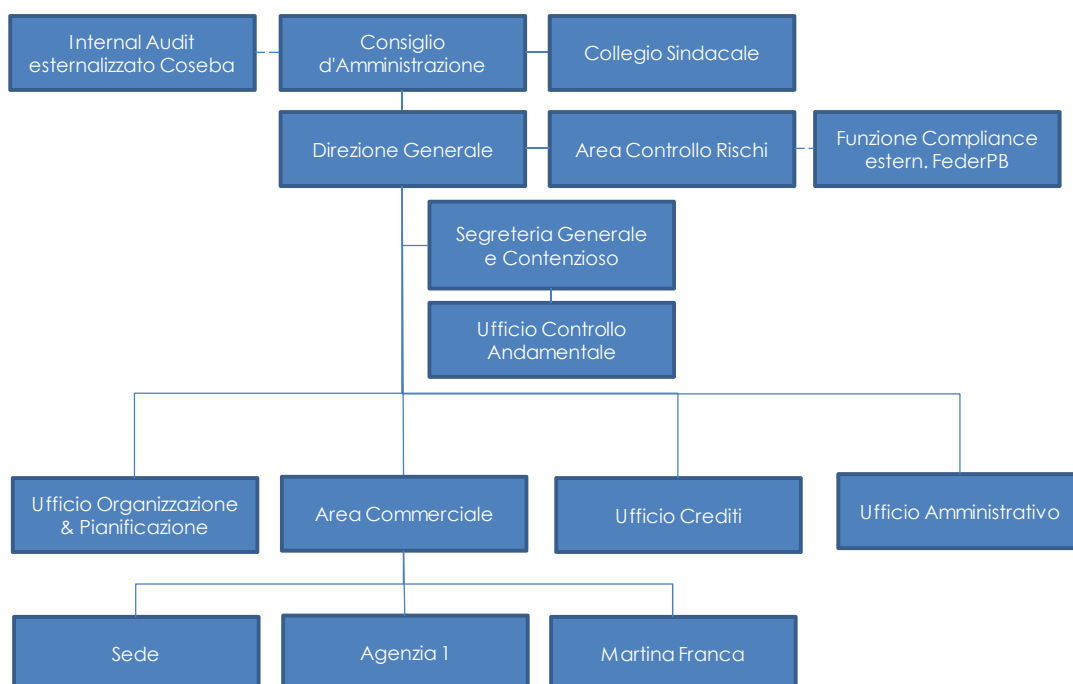 Internal Audit
esternalizzato Coseba
Consiglio
d'Amministrazione
Collegio Sindacale
Direzione Generale
Area Controllo Rischi
Funzione Compliance
estern. FederPB
Segreteria Generale
e Contenzioso
Ufficio Controllo
Andamentale
Ufficio Organizzazione
& Pianificazione
Area Commerciale
Ufficio Crediti
Ufficio Amministrativo
Sede
Agenzia 1
Martina Franca